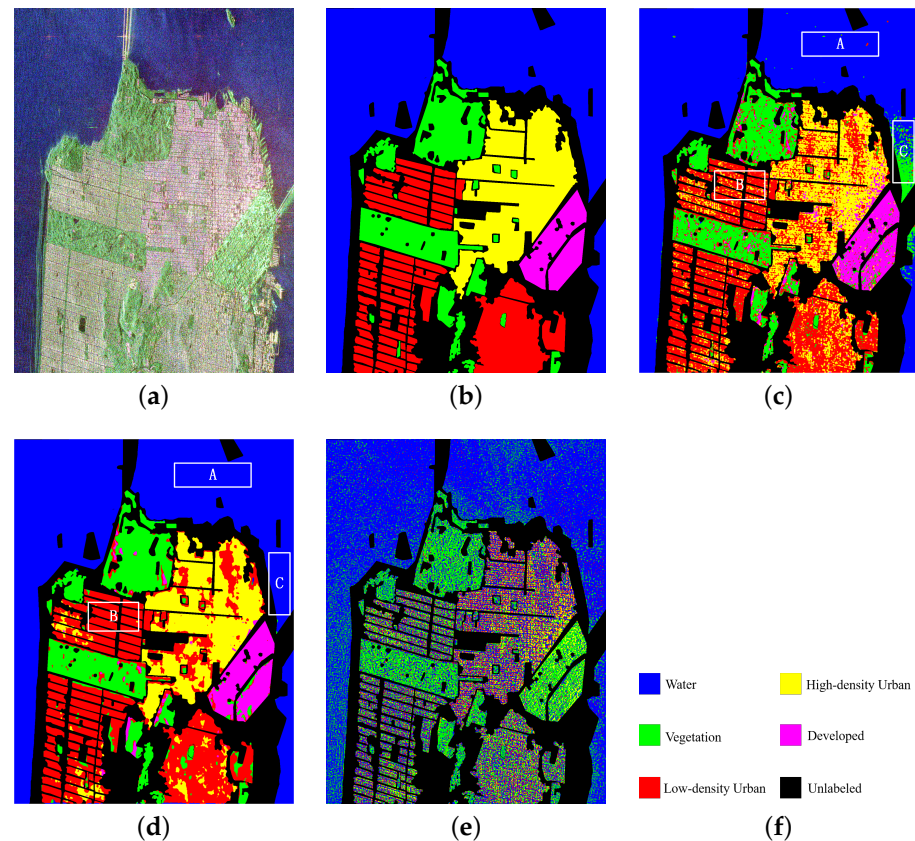 A
C
B
(a)
(b)
(c)
A
C
B
Water
High-density Urban
Vegetation
Developed
Low-density Urban
Unlabeled
(d)
(e)
(f)